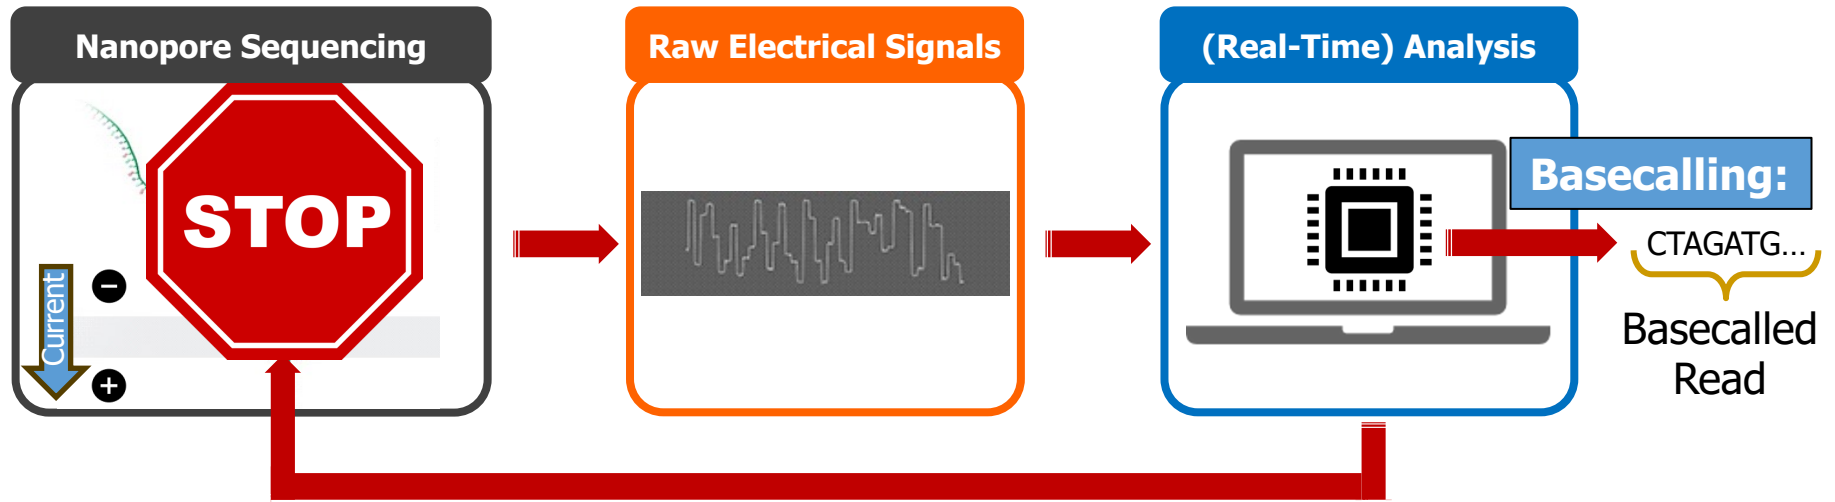 Nanopore Sequencing
STOP
Current
−
+
Raw Electrical Signals
(Real-Time) Analysis
Basecalling:
CTAGATG...
Basecalled
Read